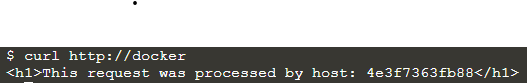 $ curl http://docker
<h1>This request was processed by host: 4e3f7363fb88</h1>